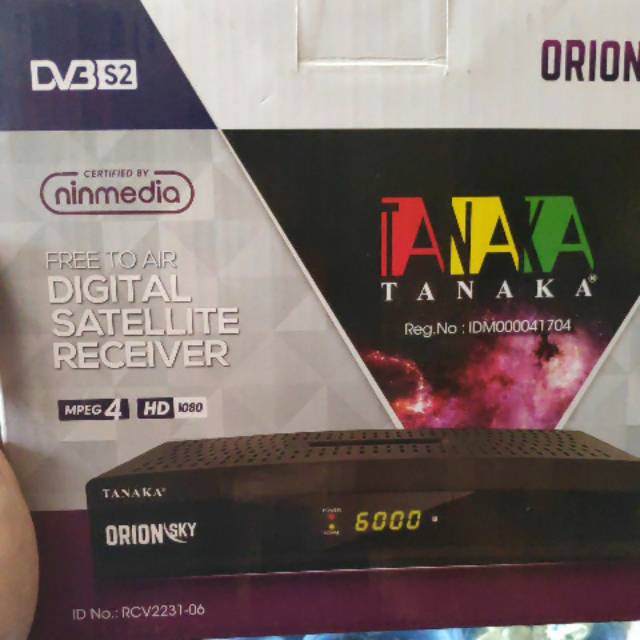 DVB S2
ORION
CERTIFIED BY
ninmedia
FREE TO AIR
DIGITAL
SATELLITE
RECEIVER
MPEG 4 HD 1080
TANAKA
TANAKA®
Reg.No : IDM000041704
TANAKA®
ORION SKY
POWER
6000
ID No.: RCV2231-06